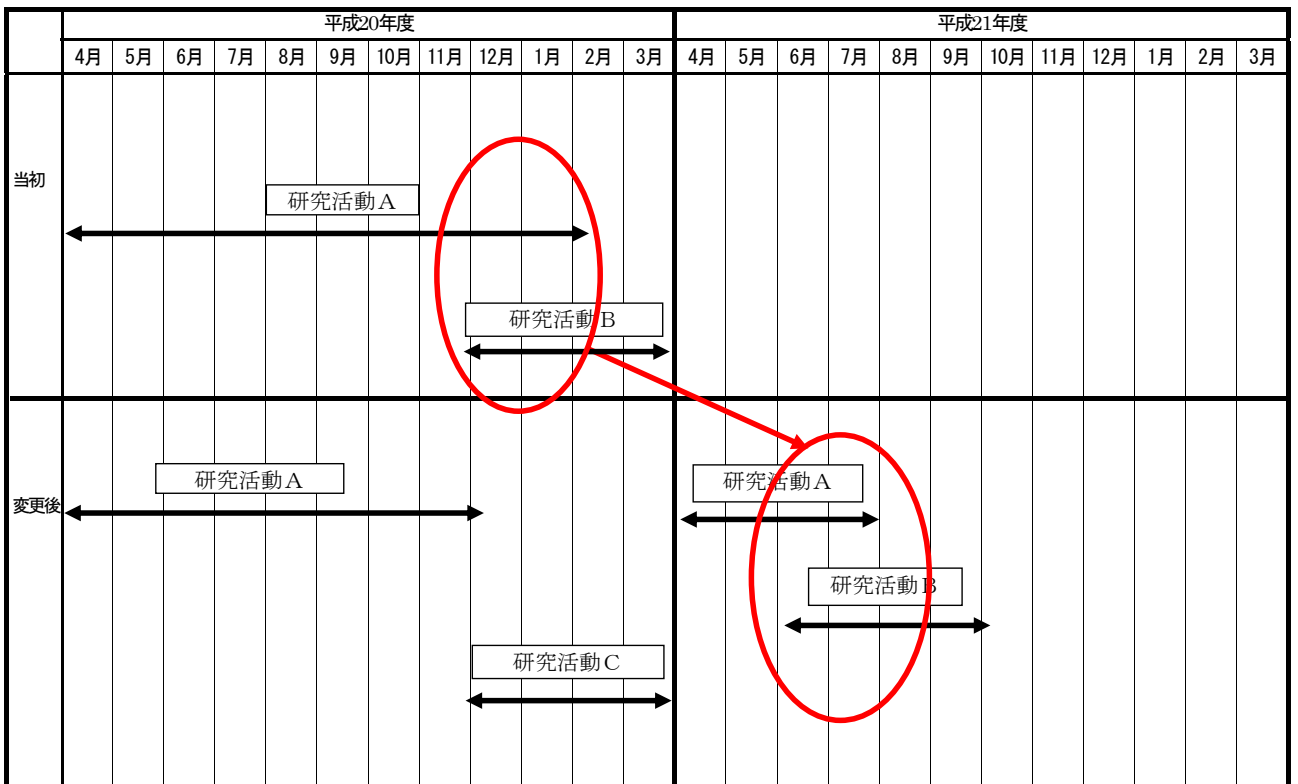 平成20年度
平成21年度
4月 5月 6月 7月 8月 9月 10月 11月 12月 1月 2月 3月 4月 5月 6月 7月 8月 9月 10月 11月 12月 1月 2月 3月
当初
研究活動A
研究活動B
変更後
研究活動A
研究活動A
研究活動B
研究活動C